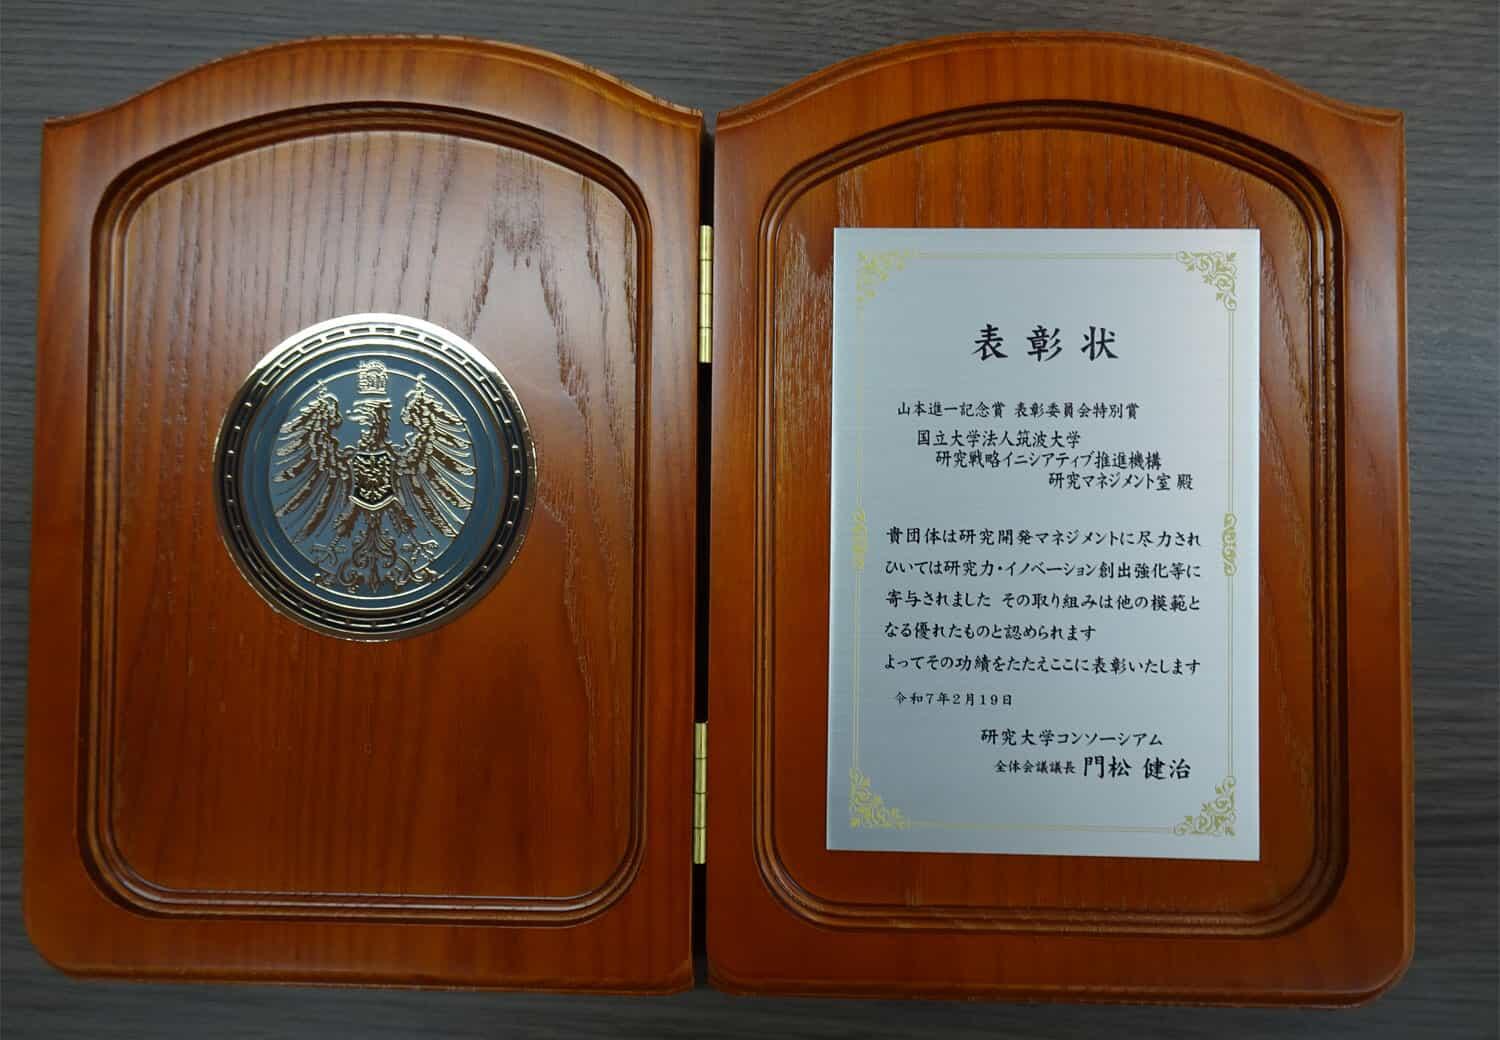 表彰状
山本進一記念賞 表彰委員会特別賞
国立大学法人筑波大学
研究戦略イニシアティブ推進機構
研究マネジメント室 殿
貴団体は研究開発マネジメントに尽力され
ひいては研究力・イノベーション創出強化等に
寄与されました その取り組みは他の模範と
なる優れたものと認められます
よってその功績をたたえここに表彰いたします
令和7年2月19日
研究大学コンソーシアム
全体会議議長 門松 健治